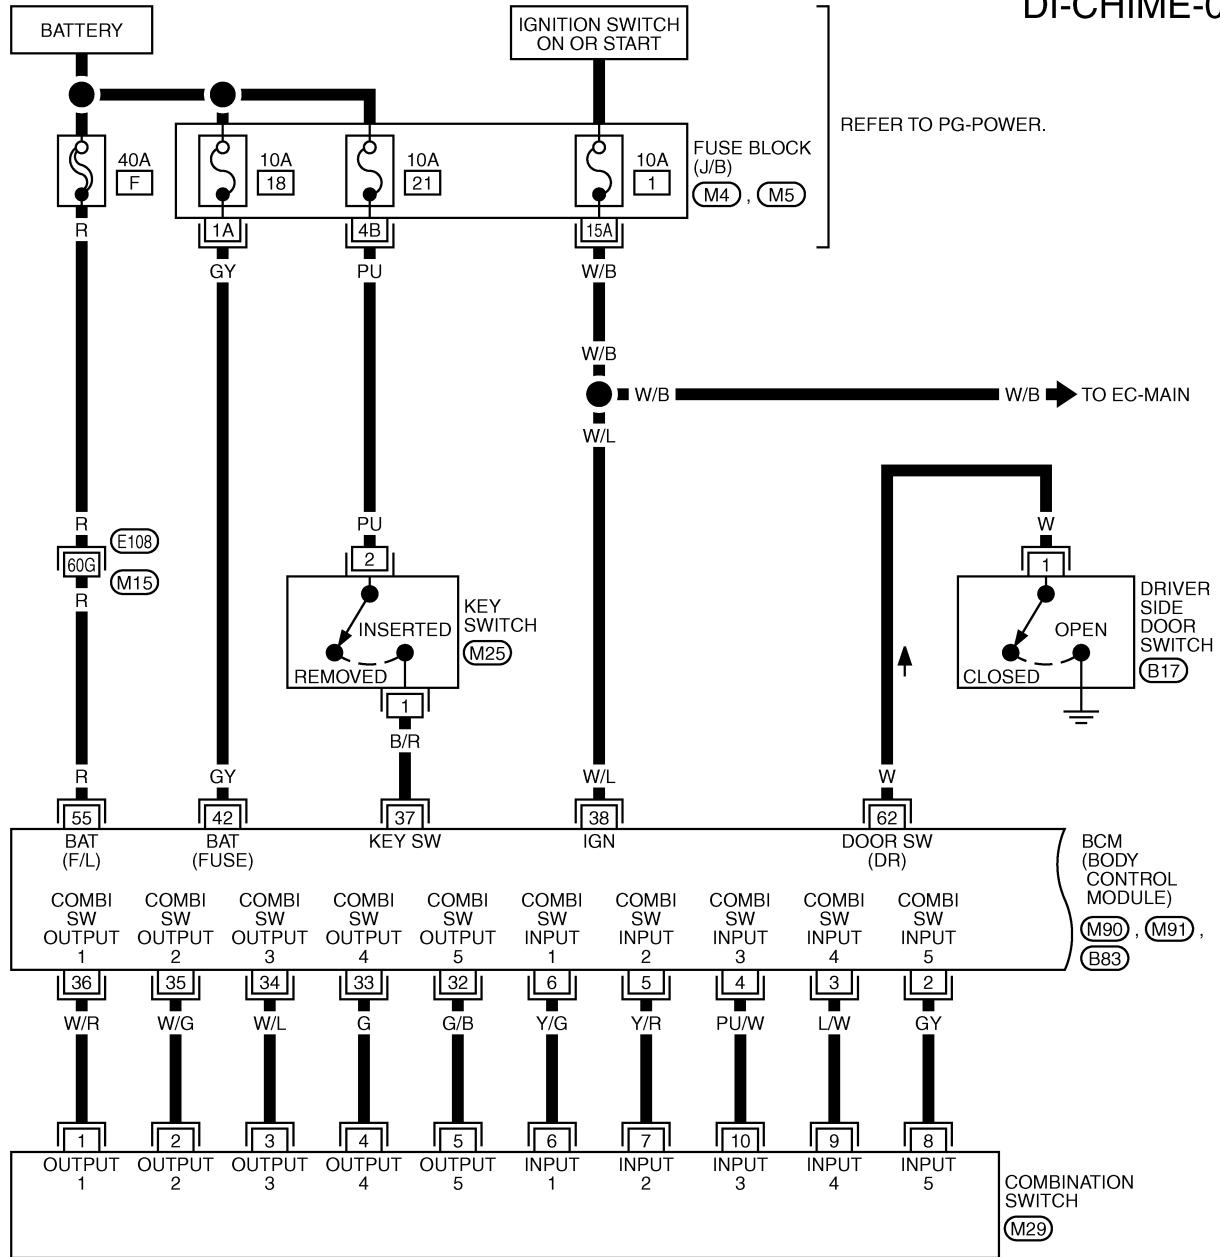 DI-CHIME-0
BATTERY
IGNITION SWITCH
ON OR START
REFER TO PG-POWER.
40A
F
10A
18
10A
21
10A
1
FUSE BLOCK
(J/B)
M4 , M5
R
1A
4B
15A
GY
PU
W/B
W/B
W/B
W/B
TO EC-MAIN
W/L
R
PU
W
E108
60G
M15
2
1
R
INSERTED
REMOVED
KEY
SWITCH
M25
OPEN
CLOSED
DRIVER
SIDE
DOOR
SWITCH
B17
1
B/R
R
GY
W/L
W
55
42
37
38
62
BAT
(F/L)
BAT
(FUSE)
KEY SW
IGN
DOOR SW
(DR)
BCM
(BODY
CONTROL
MODULE)
M90 , M91 ,
B83
COMBI
SW
OUTPUT
1
COMBI
SW
OUTPUT
2
COMBI
SW
OUTPUT
3
COMBI
SW
OUTPUT
4
COMBI
SW
OUTPUT
5
COMBI
SW
INPUT
1
COMBI
SW
INPUT
2
COMBI
SW
INPUT
3
COMBI
SW
INPUT
4
COMBI
SW
INPUT
5
36
35
34
33
32
6
5
4
3
2
W/R
W/G
W/L
G
G/B
Y/G
Y/R
PU/W
L/W
GY
1
2
3
4
5
6
7
10
9
8
OUTPUT
1
OUTPUT
2
OUTPUT
3
OUTPUT
4
OUTPUT
5
INPUT
1
INPUT
2
INPUT
3
INPUT
4
INPUT
5
COMBINATION
SWITCH
M29